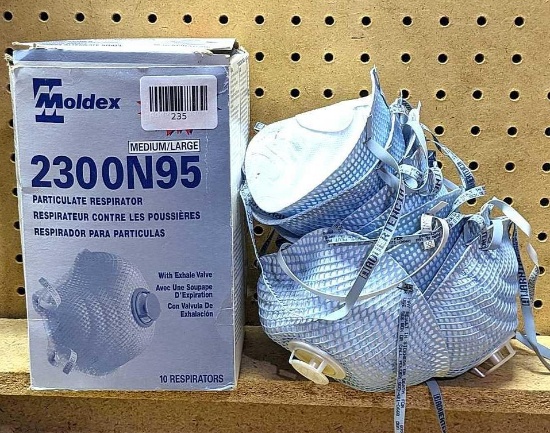 Moldex
235
MEDIUM/LARGE
2300N95
PARTICULATE RESPIRATOR
RESPIRATEUR CONTRE LES POUSSIÈRES
RESPIRADOR PARA PARTICULAS
With Exhale Valve
Avec Une Soupape
D'Expiration
Con Valvula De
Exhalación
10 RESPIRATORS